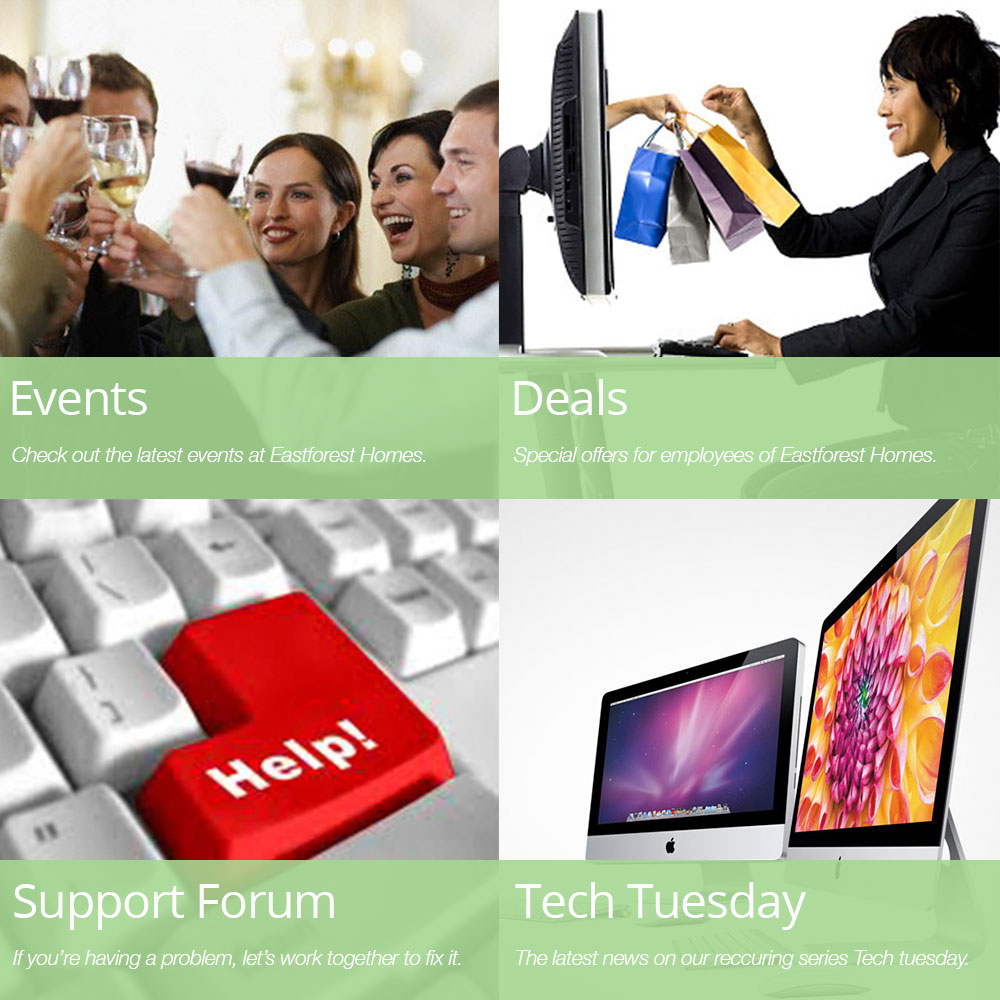 Events
Check out the latest events at Eastforest Homes.
Deals
Special offers for employees of Eastforest Homes.
Help!
Support Forum
If you're having a problem, let's work together to fix it.
Tech Tuesday
The latest news on our reccuring series Tech tuesday.